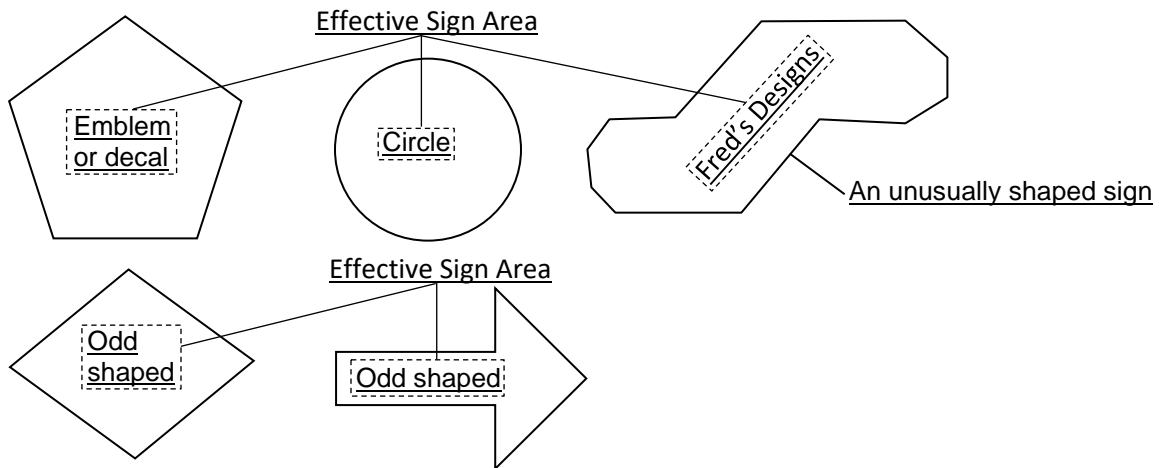 Effective Sign Area
Emblem
or decal
Circle
Fred's Designs
An unusually shaped sign
Effective Sign Area
Odd
shaped
Odd shaped